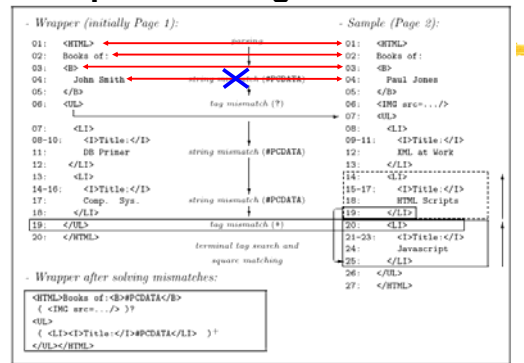 - Wrapper (initially Page 1):
01: <HTML>
02: Books of:
03: <B>
04: John Smith
05: </B>
06: <UL>
07: <LI>
08-10: <I>Title:</I>
11: DB Primer
12: </LI>
13: <LI>
14-16: <I>Title:</I>
17: Comp. Sys.
18: </LI>
19: </UL>
20: </HTML>
parsing
string mismatch (#PCDATA)
tag mismatch (?)
string mismatch (#PCDATA)
string mismatch (#PCDATA)
tag mismatch (+)
terminal tag search and
square matching
- Sample (Page 2):
01: <HTML>
02: Books of:
03: <B>
04: Paul Jones
05: </B>
06: <IMG src=.../>
07: <UL>
08: <LI>
09-11: <I>Title:</I>
12: XML at Work
13: </LI>
14: <LI>
15-17: <I>Title:</I>
18: HTML Scripts
19: </LI>
20: <LI>
21-23: <I>Title:</I>
24: Javascript
25: </LI>
26: </UL>
27: </HTML>
- Wrapper after solving mismatches:
<HTML>Books of:<B>#PCDATA</B>
( <IMG src=.../> )?
<UL>
( <LI><I>Title:</I>#PCDATA</LI> )+
</UL></HTML>